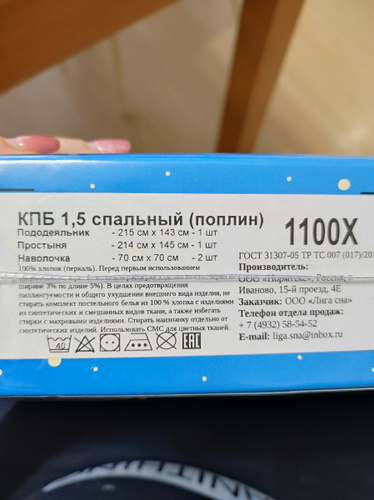 КПБ 1,5 спальный (поплин)
Пододеяльник - 215 см х 143 см - 1 шт
Простыня - 214 см х 145 см - 1 шт
Наволочка - 70 см х 70 см - 2 шт
100% хлопок (перкаль). Перед первым использованием
ширине 3% по длине 5%). В целях предотвращения
пиллингуемости и общего ухудшения внешнего вида изделия, не
стирать комплект постельного белья из 100 % хлопка с изделиями
из синтетических и смешанных видов ткани, а также избегать
стирки с махровыми изделиями. Стирать наизнанку отдельно от
синтетических изделий. Использовать СМС для цветных тканей.
40
ЕАС
1100Х
ГОСТ 31307-05 ТР ТС 007 (017)/20
Производитель:
ООО «Нормтекс», Россия, г.
Иваново, 15-й проезд, 4Е
Заказчик: ООО «Лига сна»
Телефон отдела продаж:
+ 7 (4932) 58-54-52
E-mail: liga.sna@inbox.ru